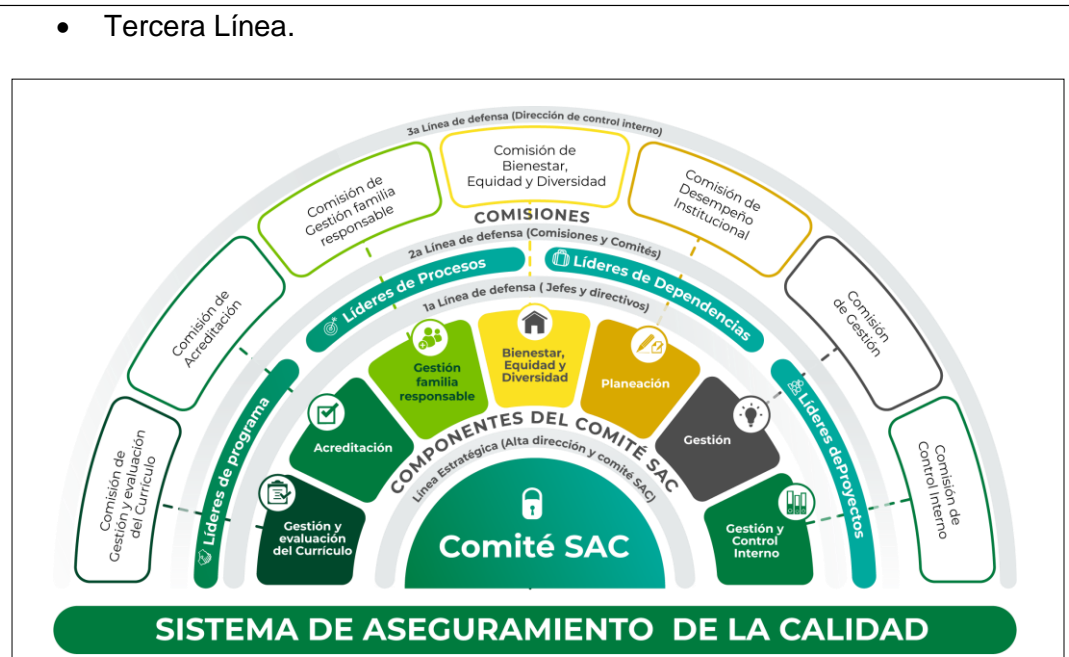 • Tercera Línea.
3a Línea de defensa (Dirección de control interno)
Comisión de
Gestión y evaluación
del Currículo
Comisión de
Acreditación
Comisión de
Gestión familia
responsable
Comisión de
Bienestar,
Equidad y Diversidad
Comisión de
Desempeño
Institucional
Comisión
de Gestión
Comisión de
Control Interno
COMISIONES
2a Línea de defensa (Comisiones y Comités)
Líderes de programa
Líderes de Procesos
Líderes de Dependencias
Líderes deProyectos
1a Línea de defensa ( Jefes y directivos)
Gestión y
evaluación
del Currículo
Acreditación
Gestión
familia
responsable
Bienestar,
Equidad y
Diversidad
Planeación
Gestión
Gestión y
Control
Interno
COMPONENTES DEL COMITÉ SAC
Línea Estratégica (Alta dirección y comité SAC)
Comité SAC
SISTEMA DE ASEGURAMIENTO DE LA CALIDAD